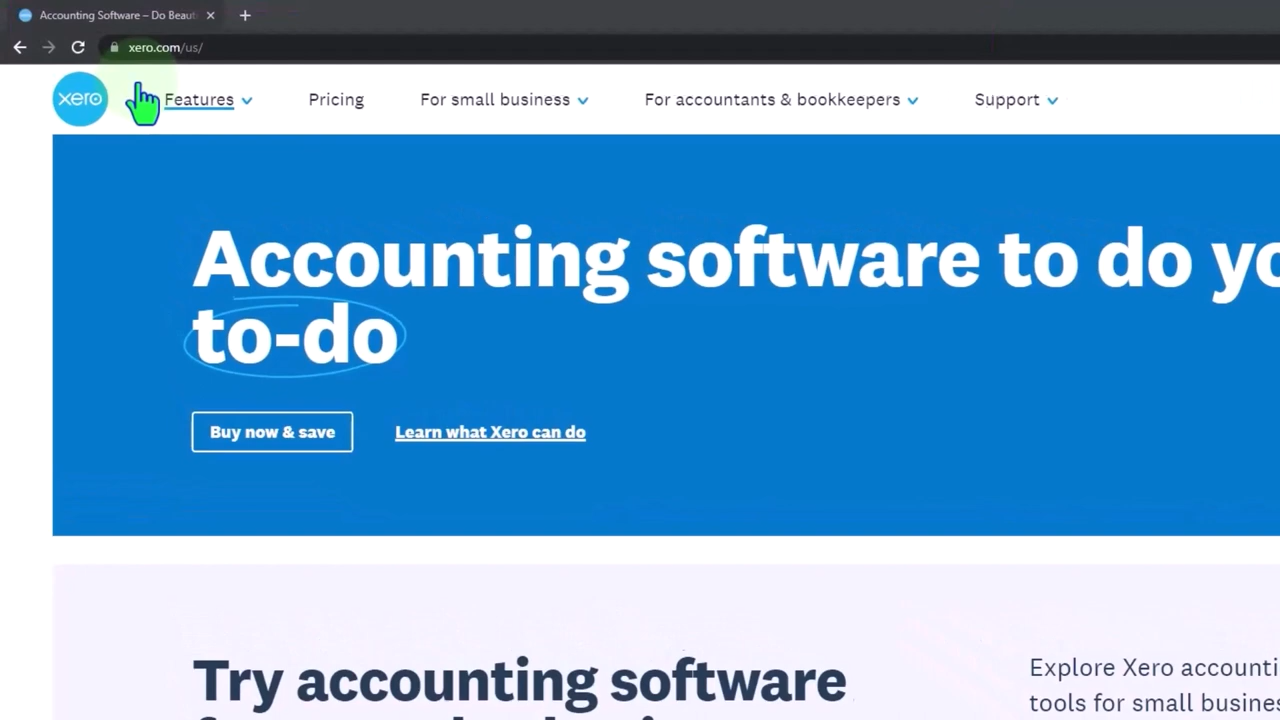 Accounting Software – Do Beaut
xero.com/us/
xero
Features
Pricing
For small business
For accountants & bookkeepers
Support
Accounting software to do yo
to-do
Buy now & save
Learn what Xero can do
Try accounting software
Explore Xero accounti
tools for small busines